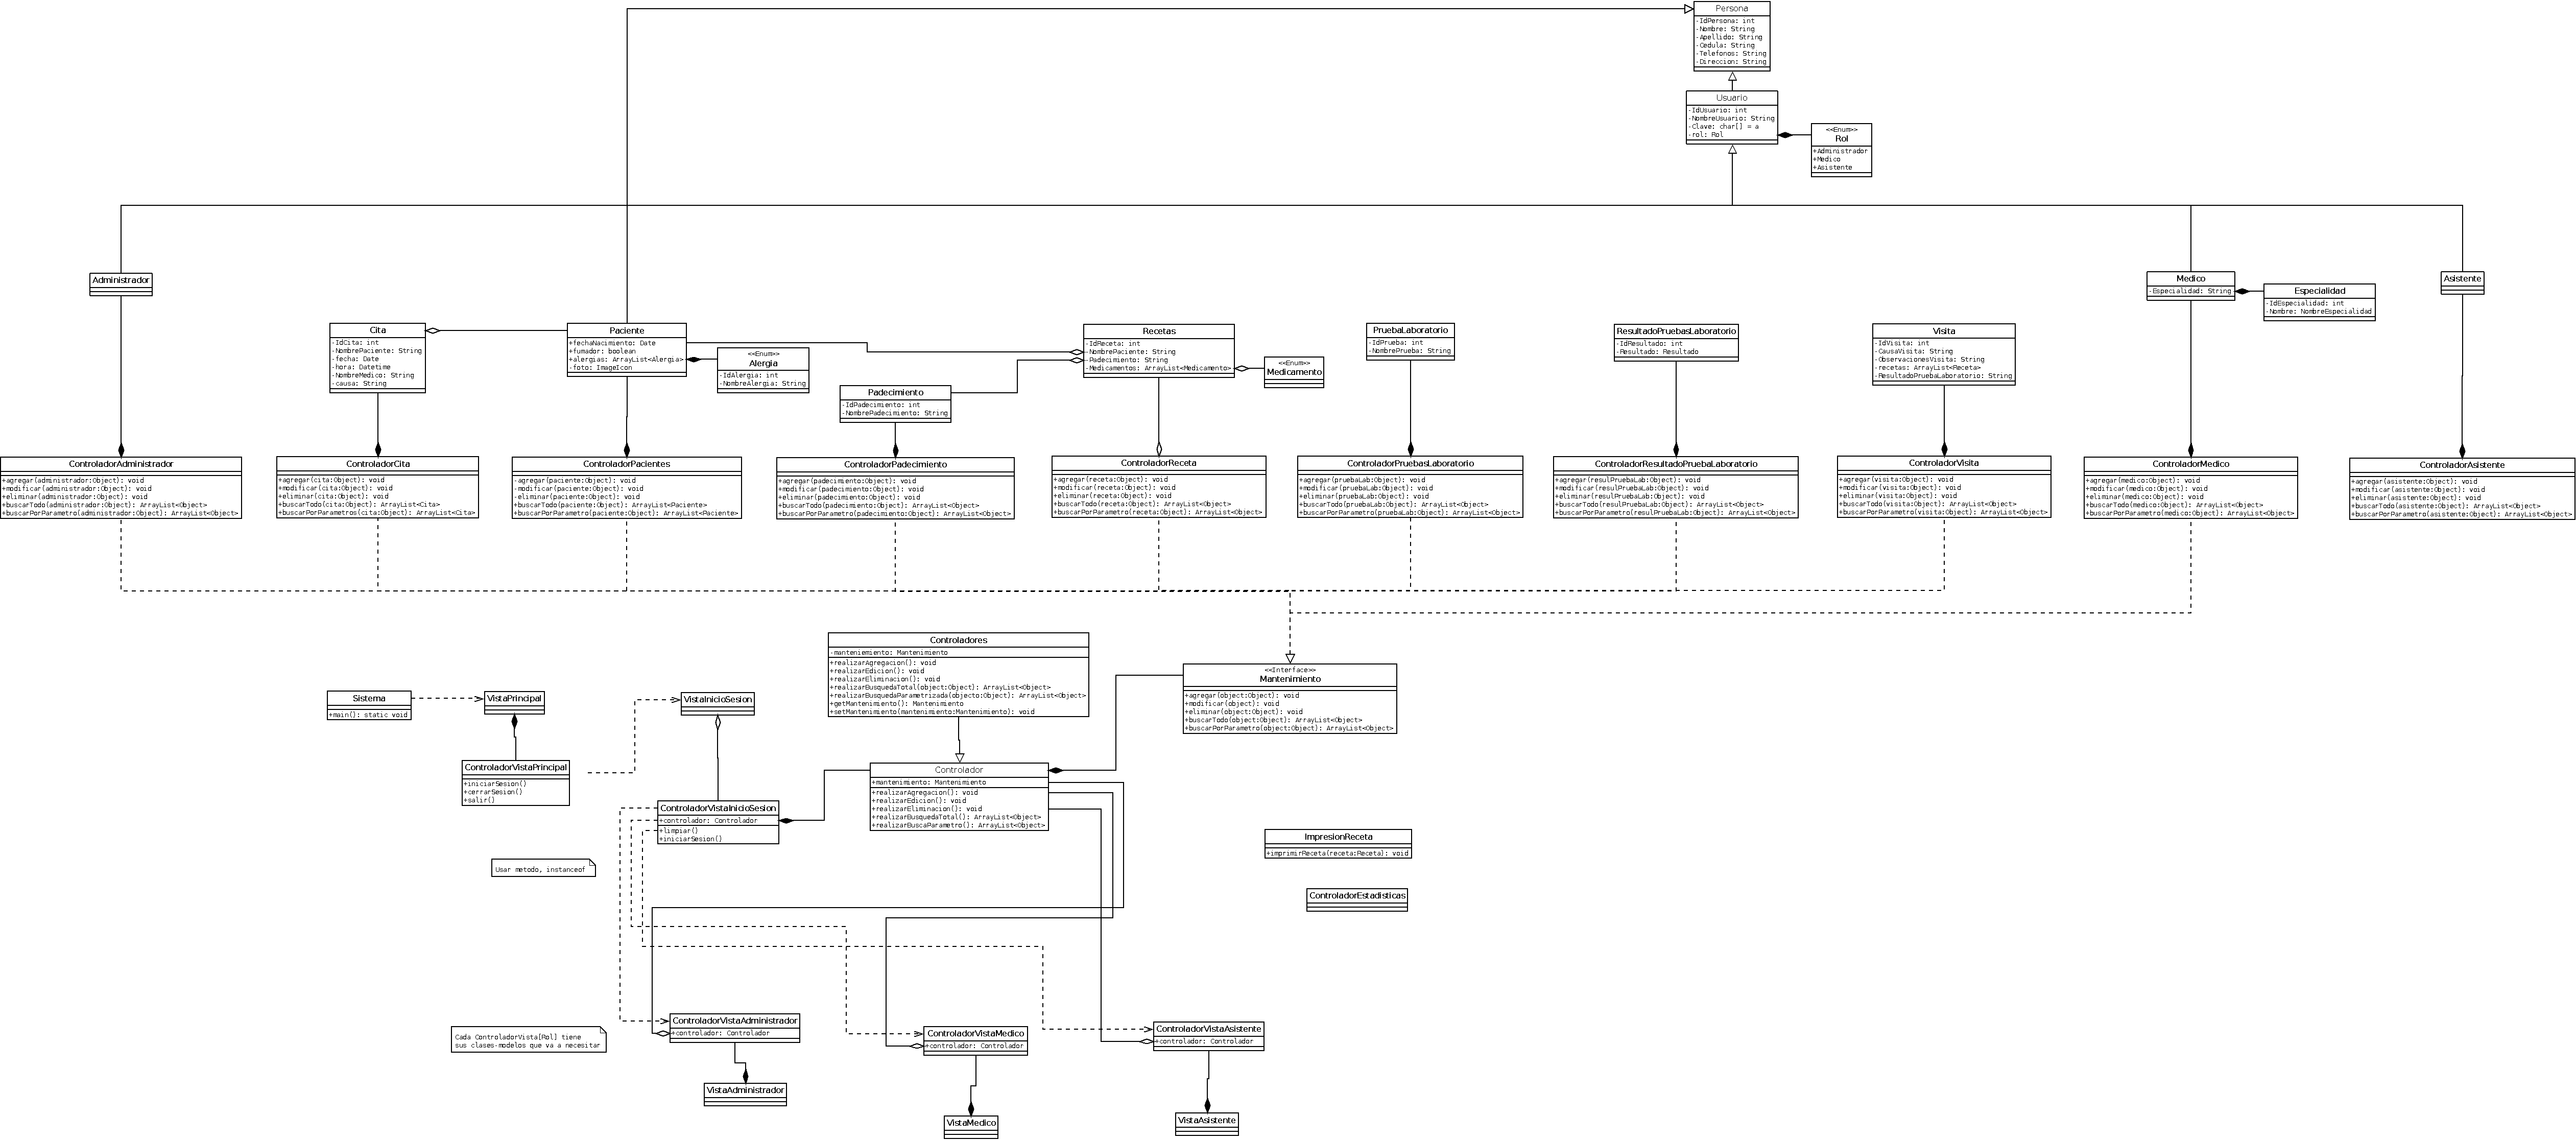 Persona
-IdPersona: int
-Nombre: String
-Apellido: String
-Cedula: String
-Telefonos: String
-Direccion: String
Usuario
-IdUsuario: int
-NombreUsuario: String
-Clave: char[] = a
-rol: Rol
<<Enum>>
Rol
+Administrador
+Medico
+Asistente
Administrador
Medico
-Especialidad: String
Especialidad
-IdEspecialidad: int
-Nombre: NombreEspecialidad
Asistente
Cita
-IdCita: int
-NombrePaciente: String
-fecha: Date
-hora: Datetime
-NombreMedico: String
-causa: String
Paciente
+fechaNacimiento: Date
+fumador: boolean
+alergias: ArrayList<Alergia>
-foto: ImageIcon
<<Enum>>
Alergia
-IdAlergia: int
-NombreAlergia: String
Padecimiento
-IdPadecimiento: int
-NombrePadecimiento: String
Recetas
-IdReceta: int
-NombrePaciente: String
-Padecimiento: String
-Medicamentos: ArrayList<Medicamento>
<<Enum>>
Medicamento
PruebaLaboratorio
-IdPrueba: int
-NombrePrueba: String
ResultadoPruebasLaboratorio
-IdResultado: int
-Resultado: Resultado
Visita
-IdVisita: int
-CausaVisita: String
-ObservacionesVisita: String
-recetas: ArrayList<Receta>
-ResultadoPruebaLaboratorio: String
ControladorAdministrador
+agregar(administrador:Object): void
+modificar(administrador:Object): void
+eliminar(administrador:Object): void
+buscarTodo(administrador:Object): ArrayList<Object>
+buscarPorParametro(administrador:Object): ArrayList<Object>
ControladorCita
+agregar(cita:Object): void
+modificar(cita:Object): void
+eliminar(cita:Object): void
+buscarTodo(cita:Object): ArrayList<Cita>
+buscarPorParametros(cita:Object): ArrayList<Cita>
ControladorPacientes
-agregar(paciente:Object): void
-modificar(paciente:Object): void
-eliminar(paciente:Object): void
+buscarTodo(paciente:Object): ArrayList<Paciente>
+buscarPorParametro(paciente:Object): ArrayList<Paciente>
ControladorPadecimiento
+agregar(padecimiento:Object): void
+modificar(padecimiento:Object): void
+eliminar(padecimiento:Object): void
+buscarTodo(padecimiento:Object): ArrayList<Object>
+buscarPorParametro(padecimiento:Object): ArrayList<Object>
ControladorReceta
+agregar(receta:Object): void
+modificar(receta:Object): void
+eliminar(receta:Object): void
+buscarTodo(receta:Object): ArrayList<Object>
+buscarPorParametro(receta:Object): ArrayList<Object>
ControladorPruebasLaboratorio
+agregar(pruebaLab:Object): void
+modificar(pruebaLab:Object): void
+eliminar(pruebaLab:Object): void
+buscarTodo(pruebaLab:Object): ArrayList<Object>
+buscarPorParametro(pruebaLab:Object): ArrayList<Object>
ControladorResultadoPruebaLaboratorio
+agregar(resulPruebaLab:Object): void
+modificar(resulPruebaLab:Object): void
+eliminar(resulPruebaLab:Object): void
+buscarTodo(resulPruebaLab:Object): ArrayList<Object>
+buscarPorParametro(resulPruebaLab:Object): ArrayList<Object>
ControladorVisita
+agregar(visita:Object): void
+modificar(visita:Object): void
+eliminar(visita:Object): void
+buscarTodo(visita:Object): ArrayList<Object>
+buscarPorParametro(visita:Object): ArrayList<Object>
ControladorMedico
+agregar(medico:Object): void
+modificar(medico:Object): void
+eliminar(medico:Object): void
+buscarTodo(medico:Object): ArrayList<Object>
+buscarPorParametro(medico:Object): ArrayList<Object>
ControladorAsistente
+agregar(asistente:Object): void
+modificar(asistente:Object): void
+eliminar(asistente:Object): void
+buscarTodo(asistente:Object): ArrayList<Object>
+buscarPorParametro(asistente:Object): ArrayList<Object>
Controladores
-manteniemiento: Mantenimiento
+realizarAgregacion(): void
+realizarEdicion(): void
+realizarEliminacion(): void
+realizarBusquedaTotal(object:Object): ArrayList<Object>
+realizarBusquedaParametrizada(objecto:Object): ArrayList<Object>
+getMantenimiento(): Mantenimiento
+setMantenimiento(mantenimiento:Mantenimiento): void
<<Interface>>
Mantenimiento
+agregar(object:Object): void
+modificar(object): void
+eliminar(object:Object): void
+buscarTodo(object:Object): ArrayList<Object>
+buscarPorParametro(object:Object): ArrayList<Object>
Sistema
+main(): static void
VistaPrincipal
VistaInicioSesion
ControladorVistaPrincipal
+iniciarSesion()
+cerrarSesion()
+salir()
Controlador
+mantenimiento: Mantenimiento
+realizarAgregacion(): void
+realizarEdicion(): void
+realizarEliminacion(): void
+realizarBusquedaTotal(): ArrayList<Object>
+realizarBuscaParametro(): ArrayList<Object>
ControladorVistaInicioSesion
+controlador: Controlador
+limpiar()
+iniciarSesion()
Usar metodo, instanceof
ImpresionReceta
+imprimirReceta(receta:Receta): void
ControladorEstadisticas
Cada ControladorVista[Rol] tiene
sus clases-modelos que va a necesitar
ControladorVistaAdministrador
+controlador: Controlador
ControladorVistaMedico
+controlador: Controlador
ControladorVistaAsistente
+controlador: Controlador
VistaAdministrador
VistaMedico
VistaAsistente